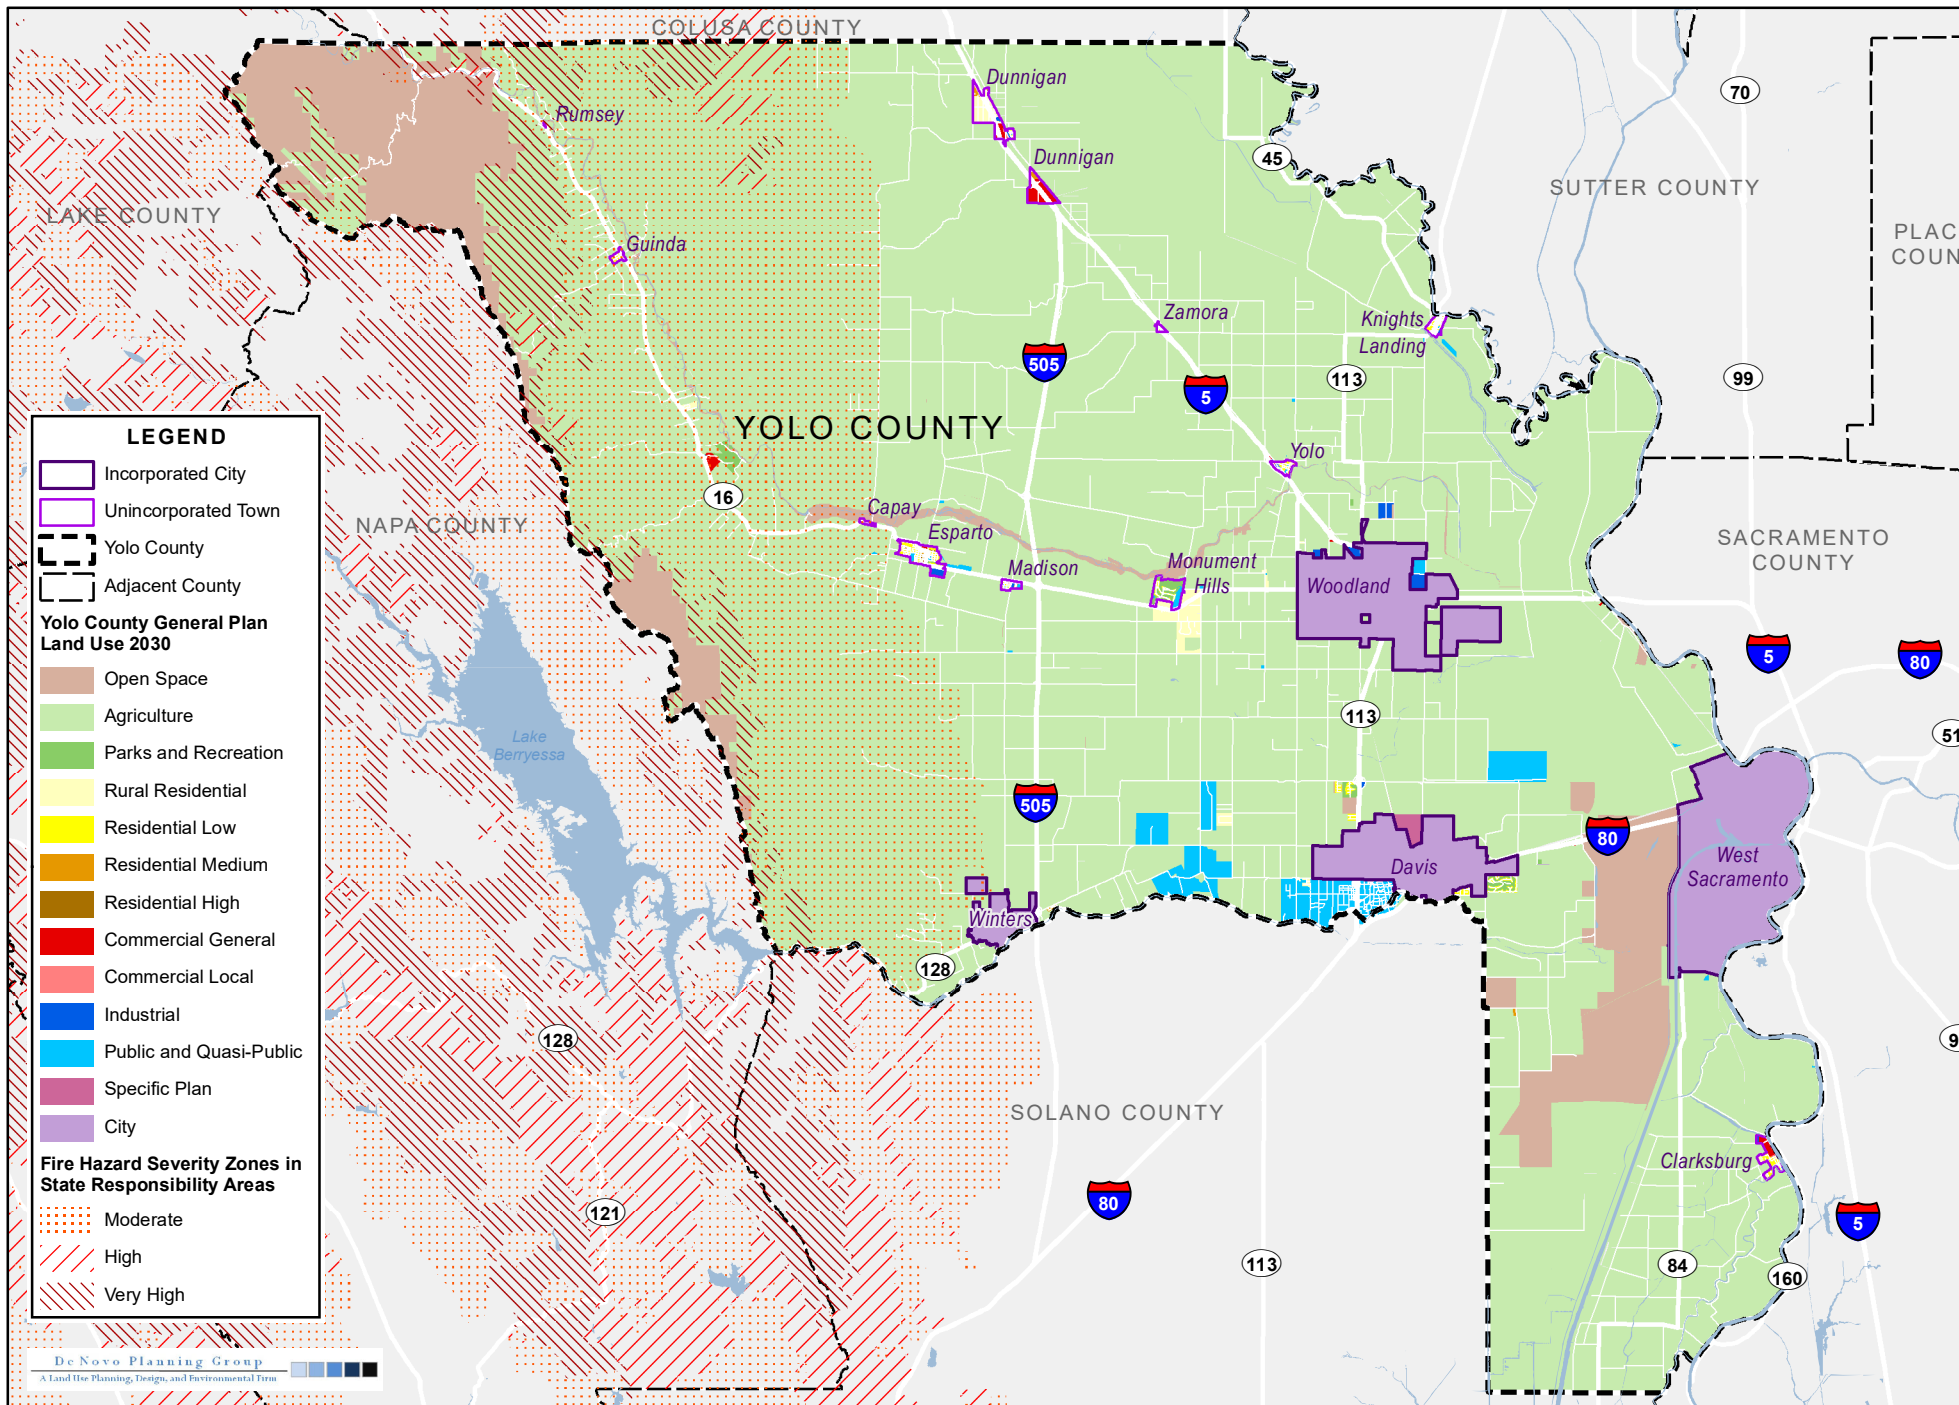 COLUSA COUNTY
Dunnigan
70
Rumsey
Dunnigan
45
SUTTER COUNTY
LAKE COUNTY
PLAC
COUN
Guinda
Zamora
Knights
Landing
505
113
99
5
YOLO COUNTY
Yolo
16
Capay
NAPA COUNTY
Esparto
Madison
Monument
Hills
Woodland
SACRAMENTO
COUNTY
5
80
113
51
Lake
Berryessa
505
80
Davis
West
Sacramento
Winters
128
128
9
SOLANO COUNTY
Clarksburg
80
121
113
84
160
5
LEGEND
Incorporated City
Unincorporated Town
Yolo County
Adjacent County
Yolo County General Plan
Land Use 2030
Open Space
Agriculture
Parks and Recreation
Rural Residential
Residential Low
Residential Medium
Residential High
Commercial General
Commercial Local
Industrial
Public and Quasi-Public
Specific Plan
City
Fire Hazard Severity Zones in
State Responsibility Areas
Moderate
High
Very High
De Novo Planning Group
A Land Use Planning, Design, and Environmental Firm